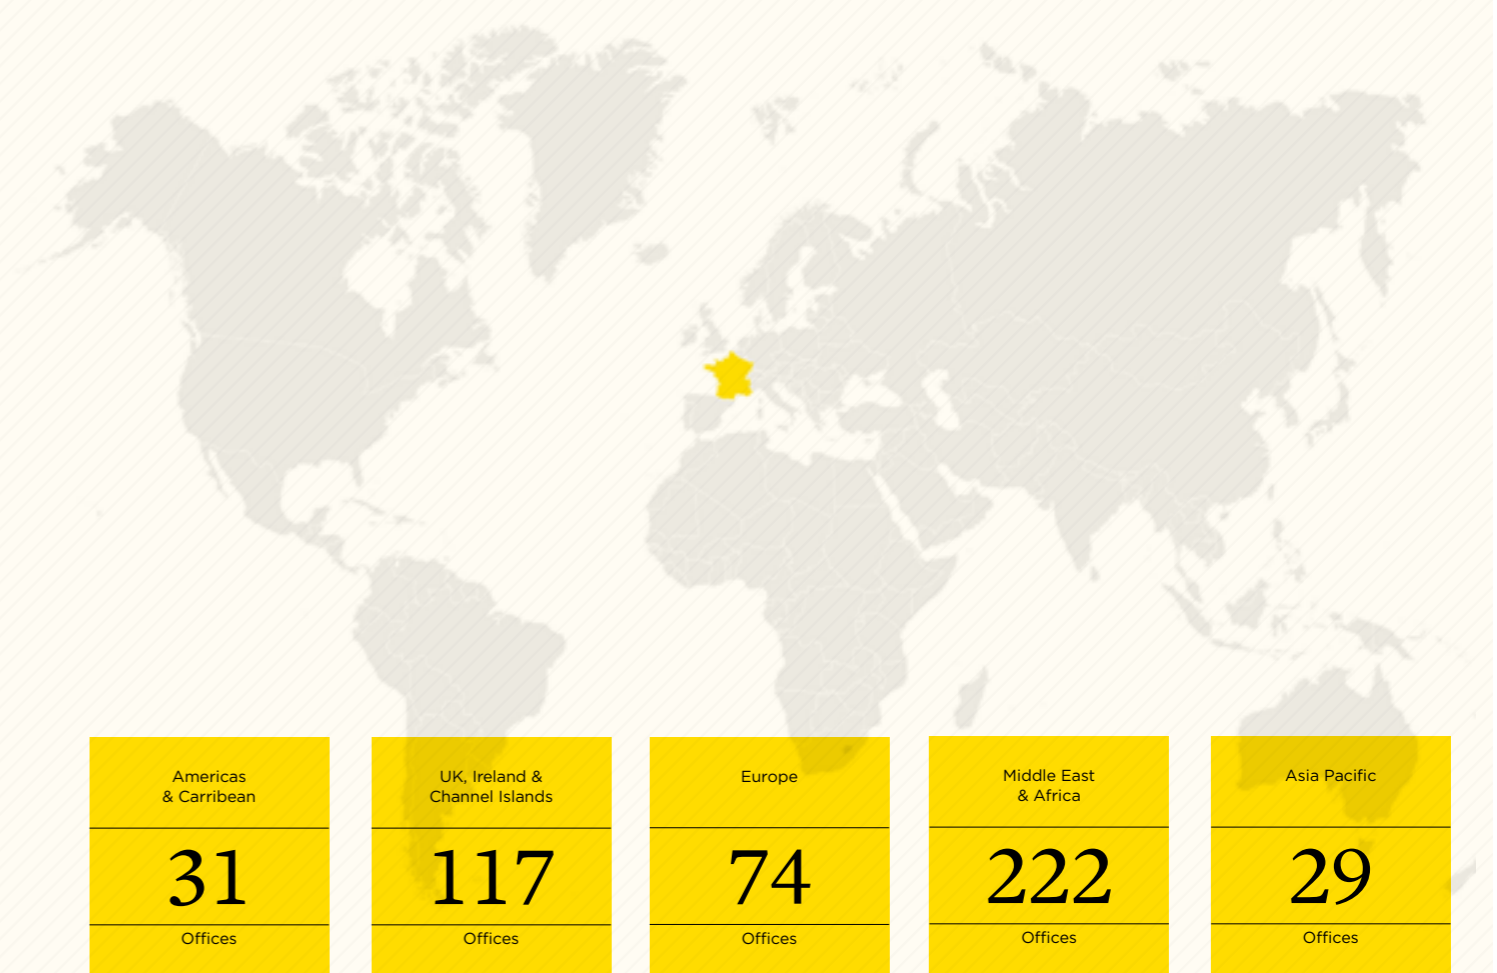 Americas
& Carribean
31
Offices
UK, Ireland &
Channel Islands
117
Offices
Europe
74
Offices
Middle East
& Africa
222
Offices
Asia Pacific
29
Offices